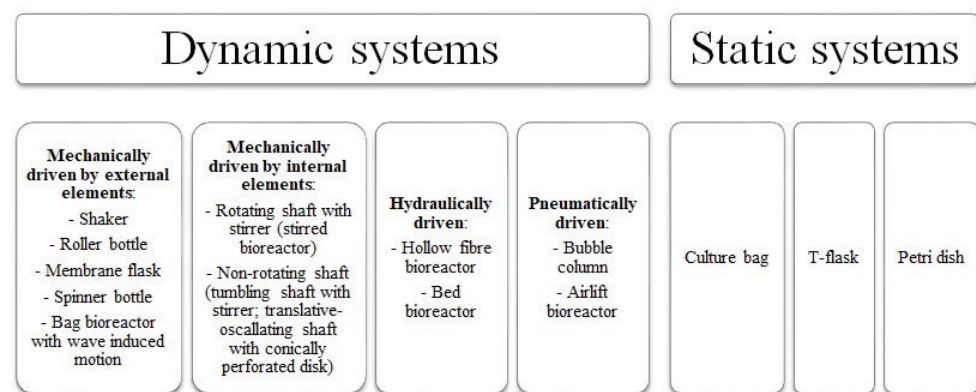 Dynamic systems
Static systems
Mechanically
driven by external
elements:
- Shaker
- Roller bottle
- Membrane flask
- Spinner bottle
- Bag bioreactor
with wave induced
motion
Mechanically
driven by internal
elements:
- Rotating shaft with
stirrer (stirred
bioreactor)
- Non-rotating shaft
(tumbling shaft with
stirrer; translative-
oscallating shaft
with conically
perforated disk)
Hydraulically
driven:
- Hollow fibre
bioreactor
- Bed
bioreactor
Pneumatically
driven:
- Bubble
column
- Airlift
bioreactor
Culture bag
T-flask
Petri dish